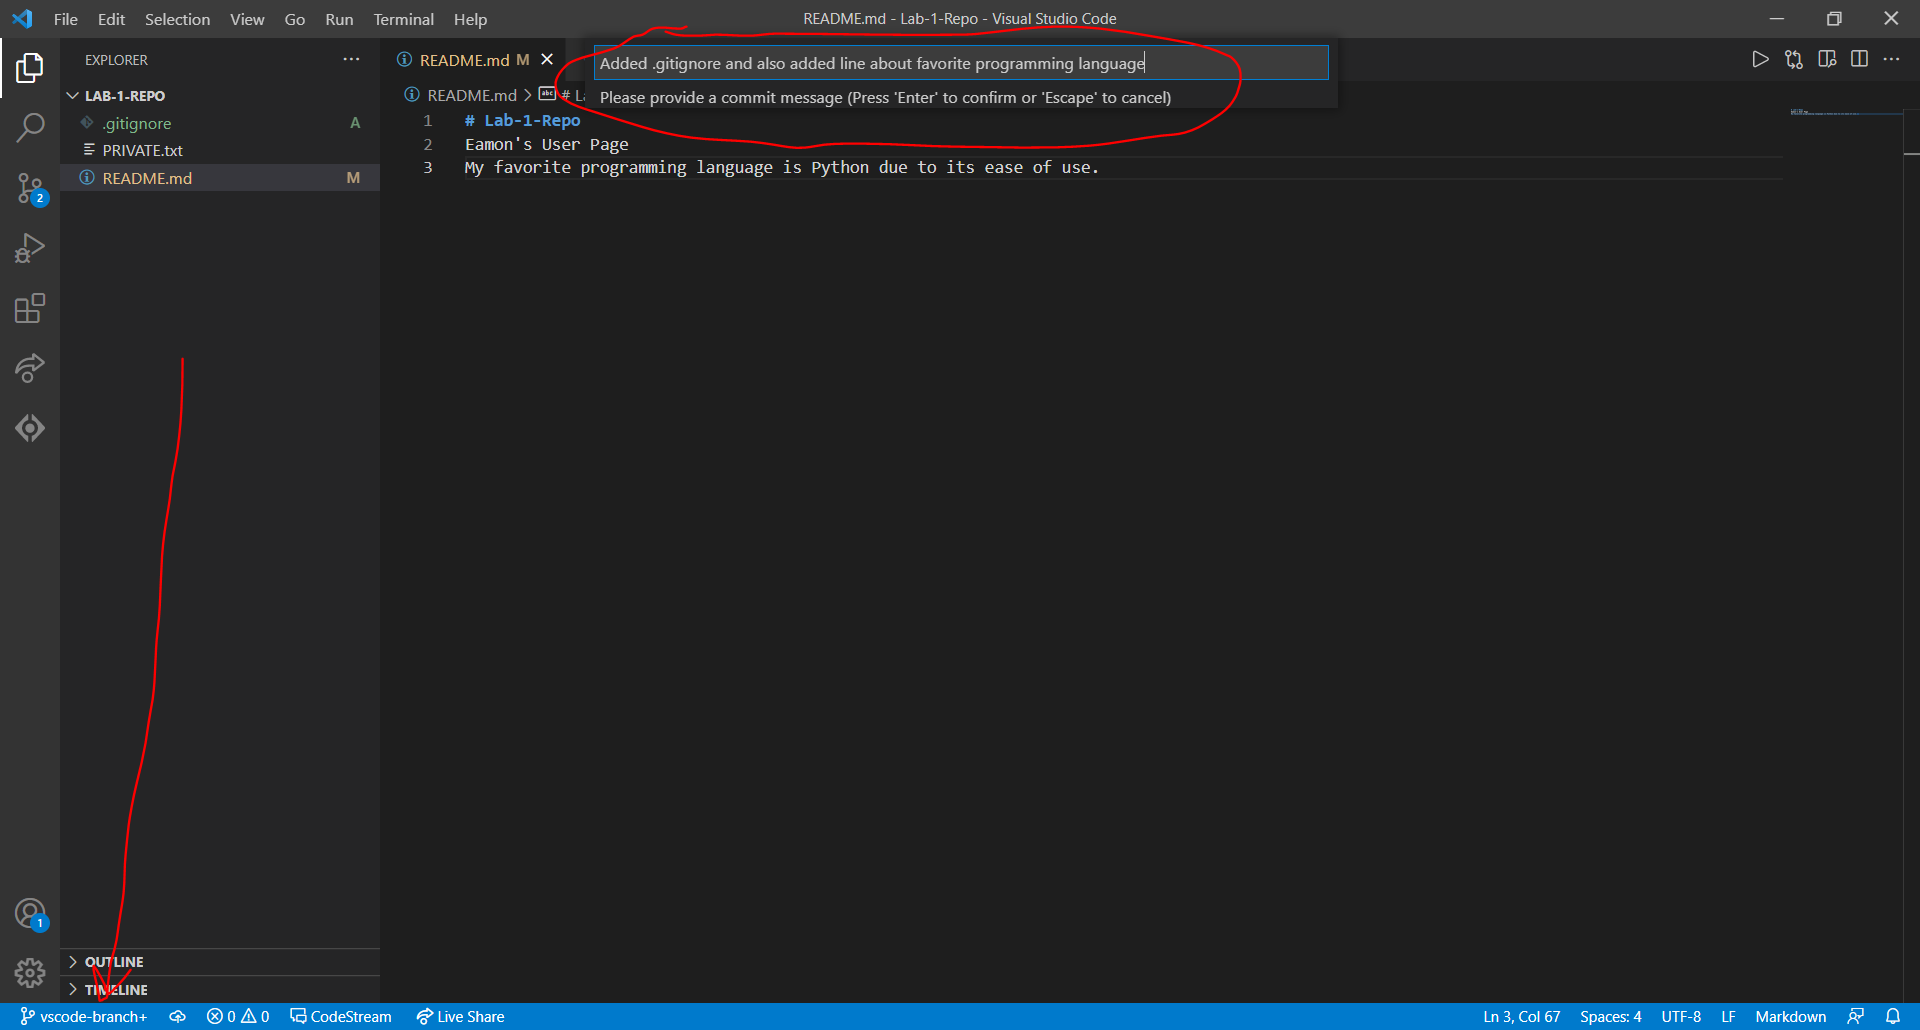 File Edit Selection View Go Run Terminal Help
README.md - Lab-1-Repo - Visual Studio Code
EXPLORER
README.md M
Added .gitignore and also added line about favorite programming language
Please provide a commit message (Press 'Enter' to confirm or 'Escape' to cancel)
LAB-1-REPO
README.md > # La
.gitignore A
PRIVATE.txt
README.md M
1 # Lab-1-Repo
2 Eamon's User Page
3 My favorite programming language is Python due to its ease of use.
2
1
OUTLINE
TIMELINE
vscode-branch+ 0 0 CodeStream Live Share
Ln 3, Col 67 Spaces: 4 UTF-8 LF Markdown